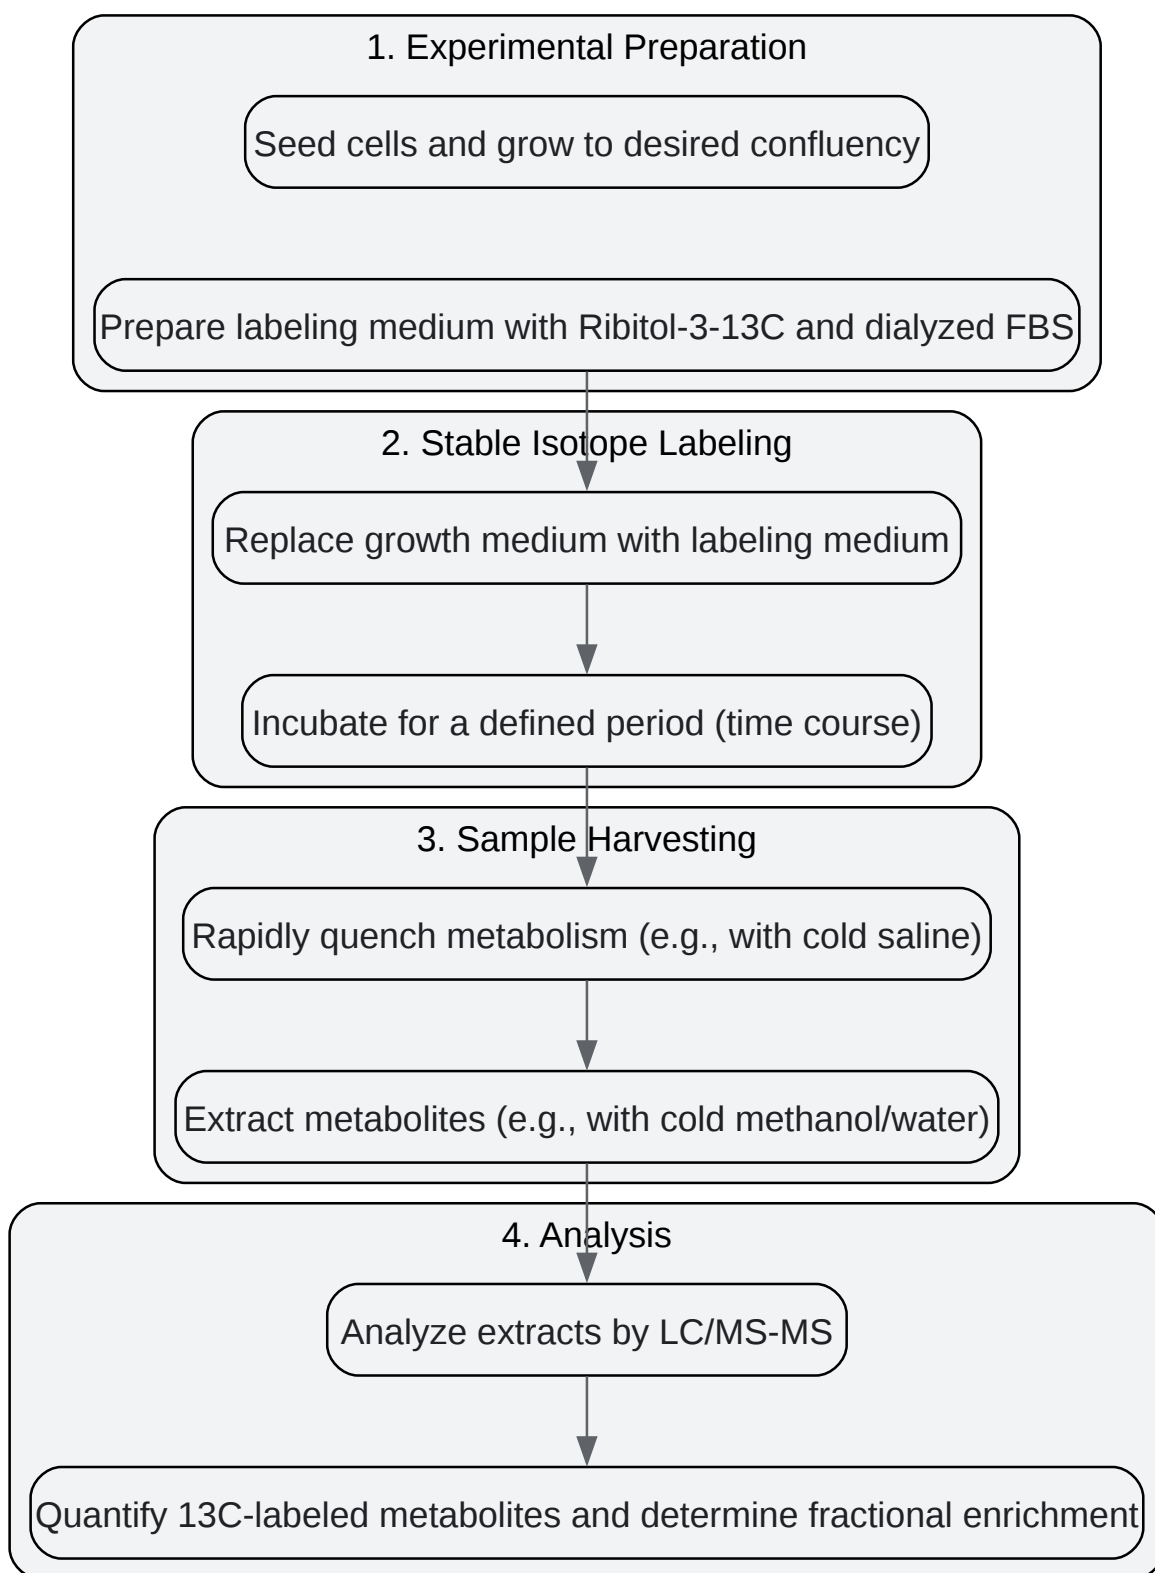 1. Experimental Preparation
Seed cells and grow to desired confluency
Prepare labeling medium with Ribitol-3-13C and dialyzed FBS
2. Stable Isotope Labeling
Replace growth medium with labeling medium
Incubate for a defined period (time course)
3. Sample Harvesting
Rapidly quench metabolism (e.g., with cold saline)
Extract metabolites (e.g., with cold methanol/water)
4. Analysis
Analyze extracts by LC/MS-MS
Quantify 13C-labeled metabolites and determine fractional enrichment